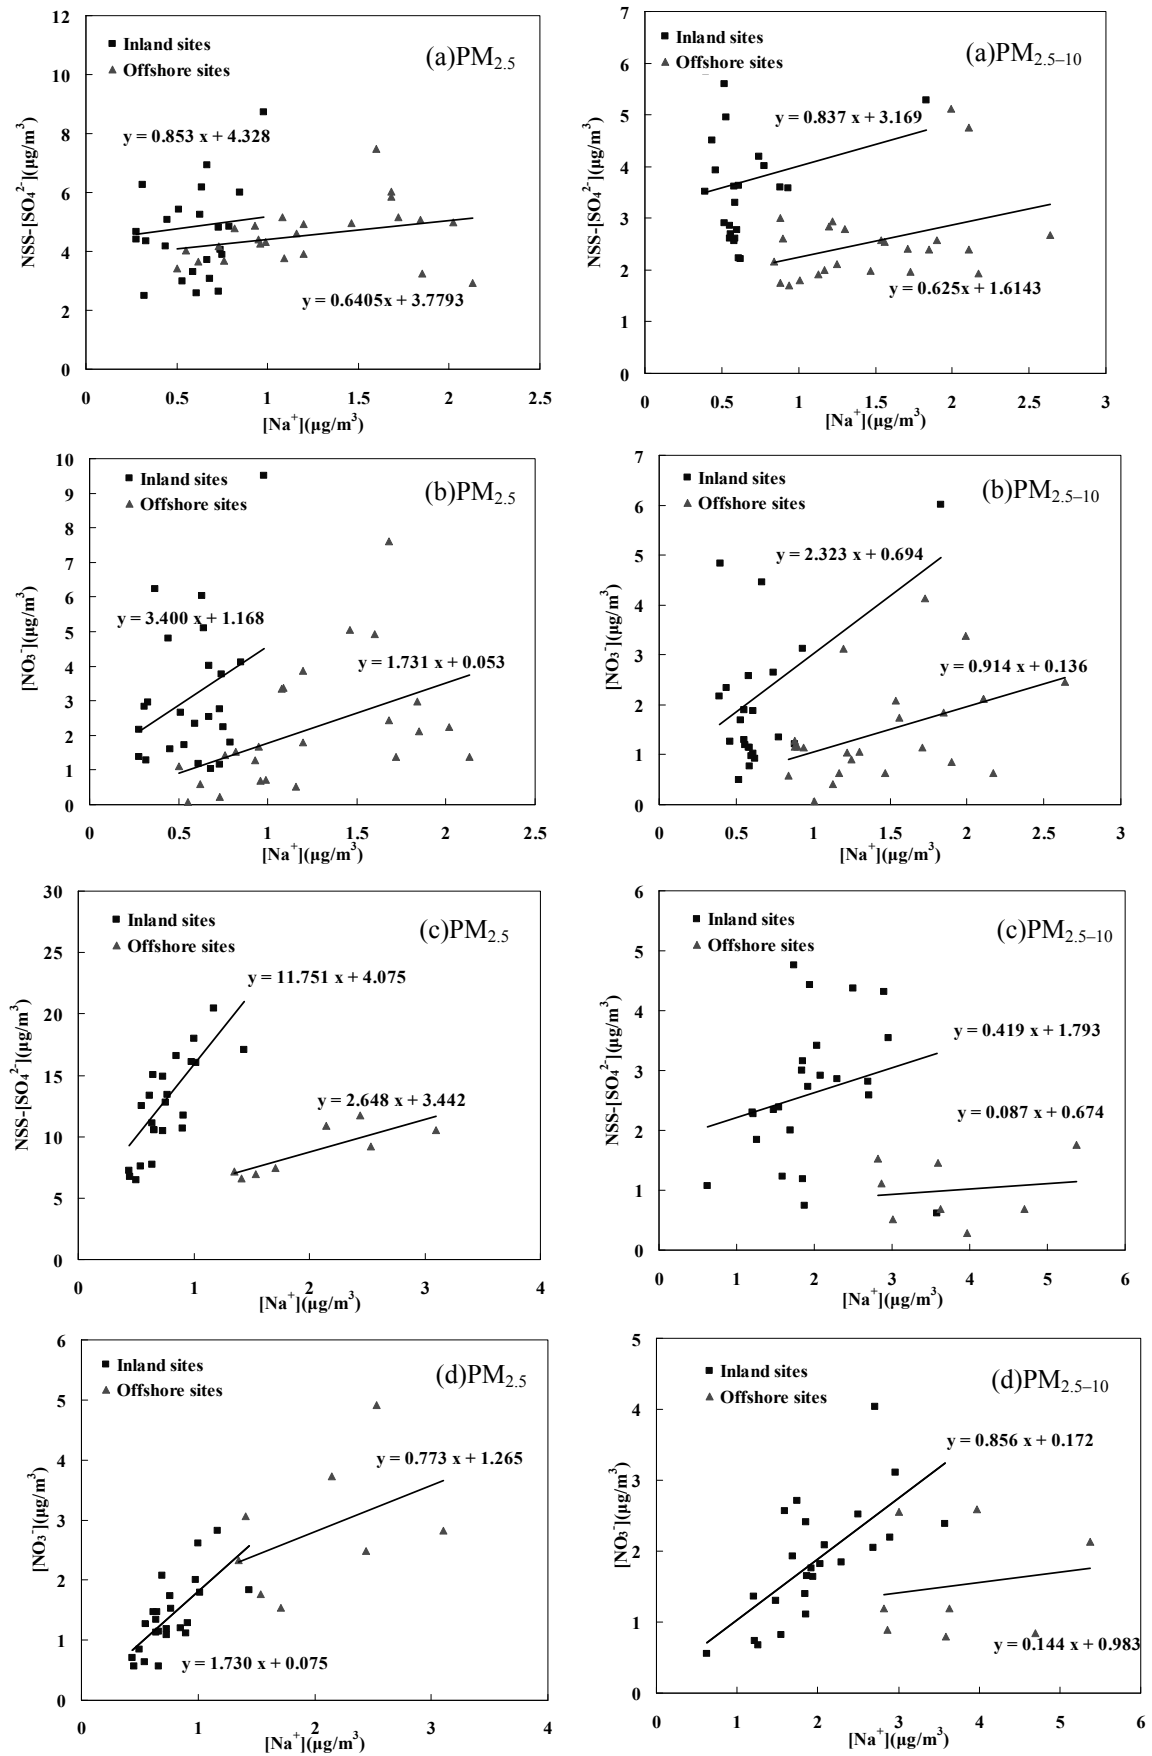 12
10
8
6
4
2
0
NSS-[SO₄²⁻](µg/m³)
Inland sites
Offshore sites
(a)PM₂.₅
y = 0.853 x + 4.328
y = 0.6405x + 3.7793
0 0.5 1 1.5 2 2.5
[Na⁺](µg/m³)
7
6
5
4
3
2
1
0
NSS-[SO₄²⁻](µg/m³)
Inland sites
Offshore sites
(a)PM₂.₅₋₁₀
y = 0.837 x + 3.169
y = 0.625x + 1.6143
0 0.5 1 1.5 2 2.5 3
[Na⁺](µg/m³)
10
9
8
7
6
5
4
3
2
1
0
[NO₃⁻](µg/m³)
Inland sites
Offshore sites
(b)PM₂.₅
y = 3.400 x + 1.168
y = 1.731 x + 0.053
0 0.5 1 1.5 2 2.5
[Na⁺](µg/m³)
7
6
5
4
3
2
1
0
[NO₃⁻](µg/m³)
Inland sites
Offshore sites
(b)PM₂.₅₋₁₀
y = 2.323 x + 0.694
y = 0.914 x + 0.136
0 0.5 1 1.5 2 2.5 3
[Na⁺](µg/m³)
30
25
20
15
10
5
0
NSS-[SO₄²⁻](µg/m³)
Inland sites
Offshore sites
(c)PM₂.₅
y = 11.751 x + 4.075
y = 2.648 x + 3.442
0 1 2 3 4
[Na⁺](µg/m³)
6
5
4
3
2
1
0
NSS-[SO₄²⁻](µg/m³)
Inland sites
Offshore sites
(c)PM₂.₅₋₁₀
y = 0.419 x + 1.793
y = 0.087 x + 0.674
0 1 2 3 4 5 6
[Na⁺](µg/m³)
6
5
4
3
2
1
0
[NO₃⁻](µg/m³)
Inland sites
Offshore sites
(d)PM₂.₅
y = 0.773 x + 1.265
y = 1.730 x + 0.075
0 1 2 3 4
[Na⁺](µg/m³)
5
4
3
2
1
0
[NO₃⁻](µg/m³)
Inland sites
Offshore sites
(d)PM₂.₅₋₁₀
y = 0.856 x + 0.172
y = 0.144 x + 0.983
0 1 2 3 4 5 6
[Na⁺](µg/m³)